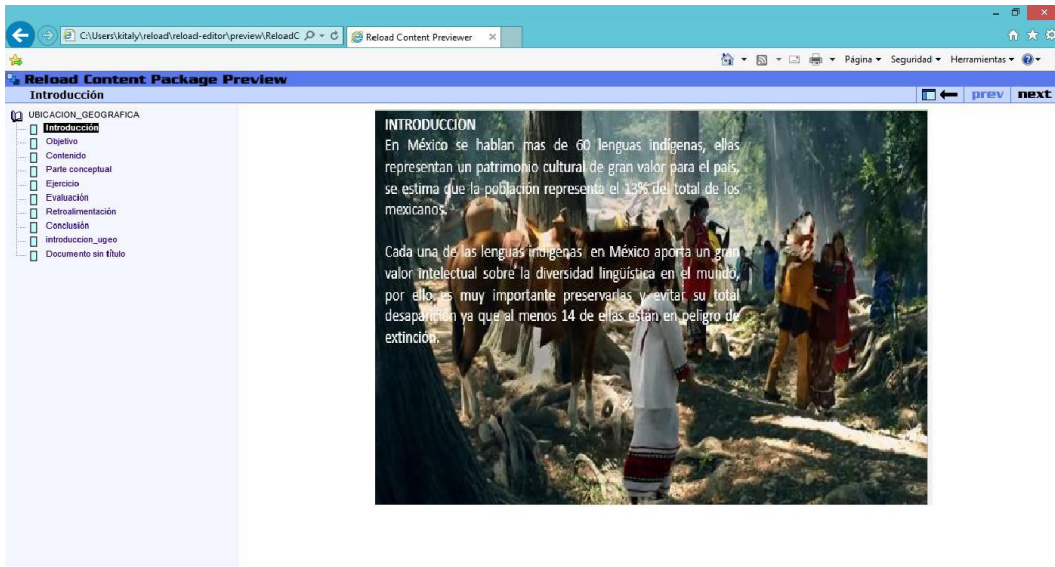 C:\Users\kitaly\reload\reload-editor\preview\ReloadC
Reload Content Previewer
Página
Seguridad
Herramientas
Reload Content Package Preview
Introducción
prev
next
UBICACION_GEOGRAFICA
Introducción
Objetivo
Contenido
Parte conceptual
Ejercicio
Evaluación
Retroalimentación
Conclusión
introduccion_ugeo
Documento sin título
INTRODUCCION
En México se hablan mas de 60 lenguas indígenas, ellas
representan un patrimonio cultural de gran valor para el país,
se estima que la población representa el 13% del total de los
mexicanos.
Cada una de las lenguas indígenas en México aporta un gran
valor intelectual sobre la diversidad lingüística en el mundo,
por ello es muy importante preservarlas y evitar su total
desaparición ya que al menos 14 de ellas están en peligro de
extinción.